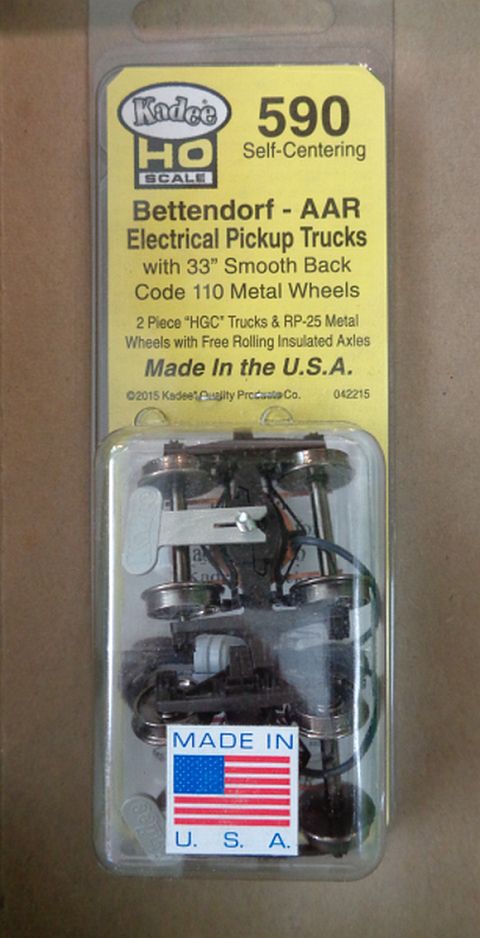 Kadee®
590
HO
SCALE
Self-Centering
Bettendorf - AAR
Electrical Pickup Trucks
with 33” Smooth Back
Code 110 Metal Wheels
2 Piece “HGC” Trucks & RP-25 Metal
Wheels with Free Rolling Insulated Axles
Made In the U.S.A.
©2015 Kadee® Quality Products Co. 042215
MADE IN
U. S. A.